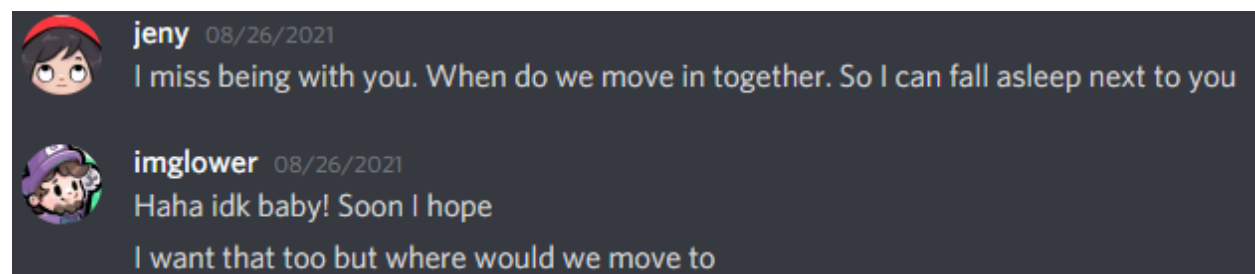 jeny 08/26/2021
I miss being with you. When do we move in together. So I can fall asleep next to you
imglower 08/26/2021
Haha idk baby! Soon I hope
I want that too but where would we move to